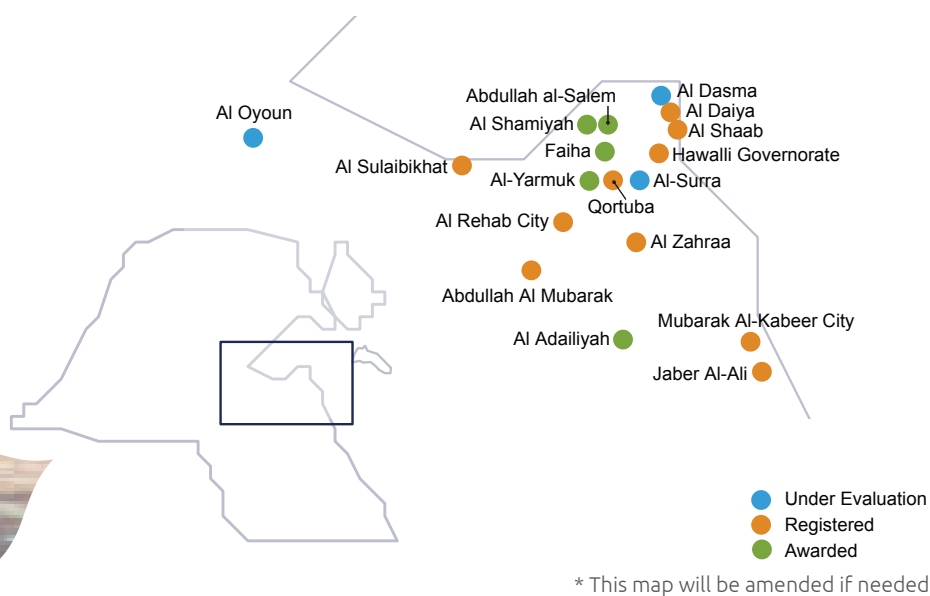 Al Oyoun
Al Sulaibikhat
Abdullah al-Salem
Al Shamiyah
Faiha
Al-Yarmuk
Qortuba
Al Dasma
Al Daiya
Al Shaab
Hawalli Governorate
Al-Surra
Al Rehab City
Al Zahraa
Abdullah Al Mubarak
Al Adailiyah
Mubarak Al-Kabeer City
Jaber Al-Ali
Under Evaluation
Registered
Awarded
* This map will be amended if needed